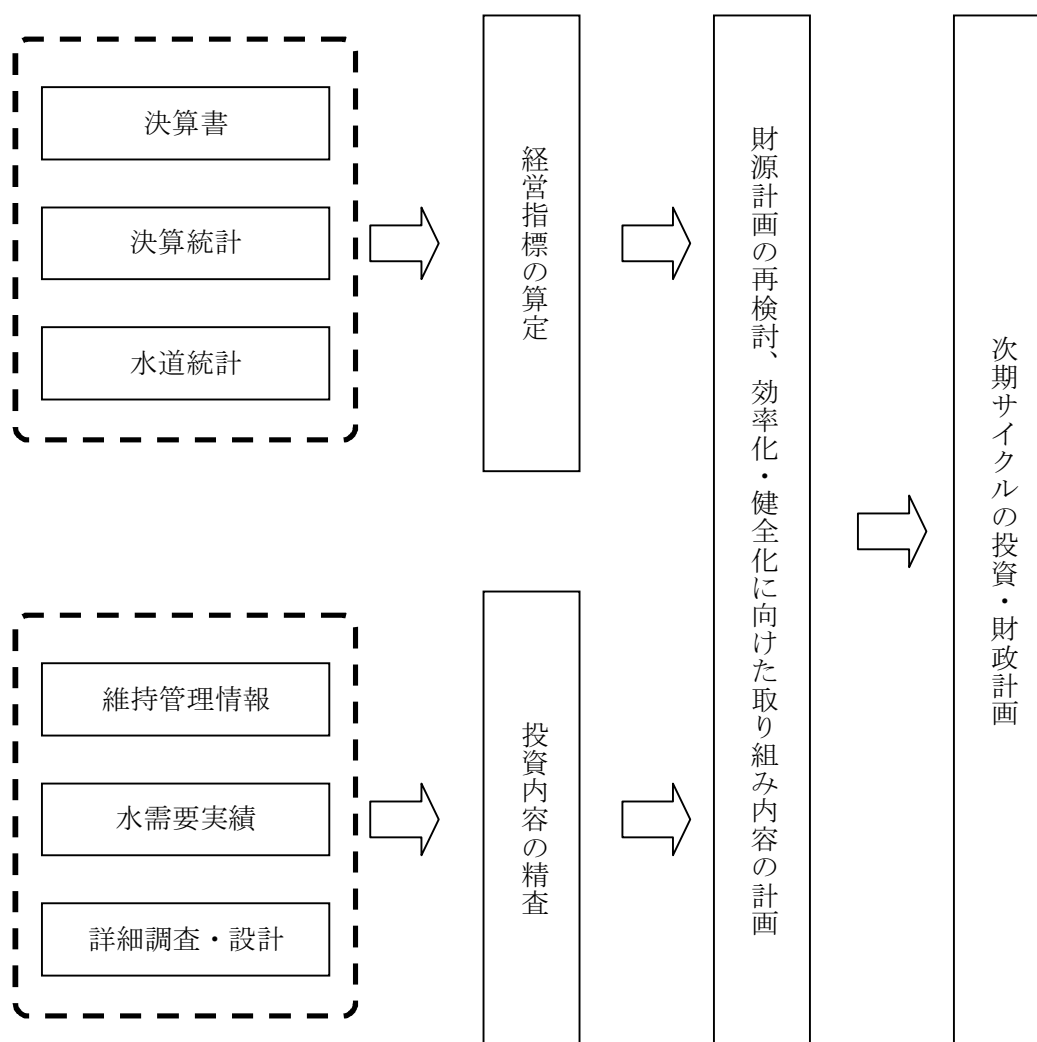 決算書
決算統計
水道統計
経営指標の算定
維持管理情報
水需要実績
詳細調査・設計
投資内容の精査
財源計画の再検討、効率化・健全化に向けた取り組み内容の計画
次期サイクルの投資・財政計画